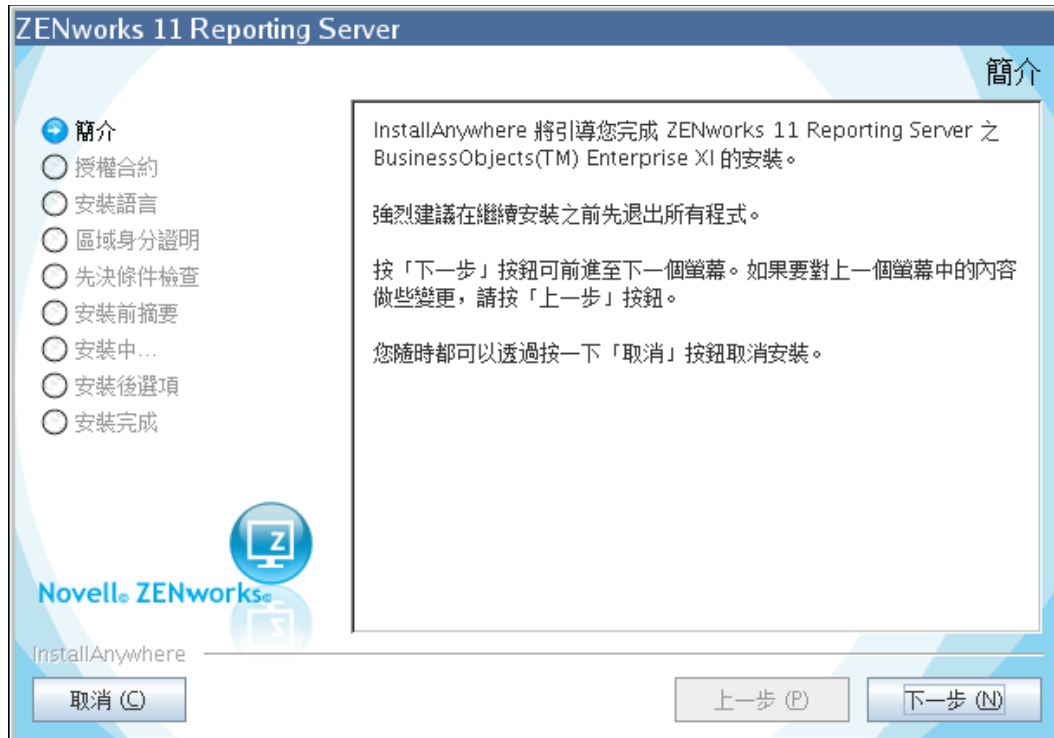 ZENworks 11 Reporting Server
簡介
簡介
授權合約
安裝語言
區域身分證明
先決條件檢查
安裝前摘要
安裝中...
安裝後選項
安裝完成
InstallAnywhere 將引導您完成 ZENworks 11 Reporting Server 之
BusinessObjects(TM) Enterprise XI 的安裝。
強烈建議在繼續安裝之前先退出所有程式。
按「下一步」按鈕可前進至下一個螢幕。如果要對上一個螢幕中的內容
做些變更，請按「上一步」按鈕。
您隨時都可以透過按一下「取消」按鈕取消安裝。
Z
Novell® ZENworks®
InstallAnywhere
取消 (C)
上一步 (P)
下一步 (N)